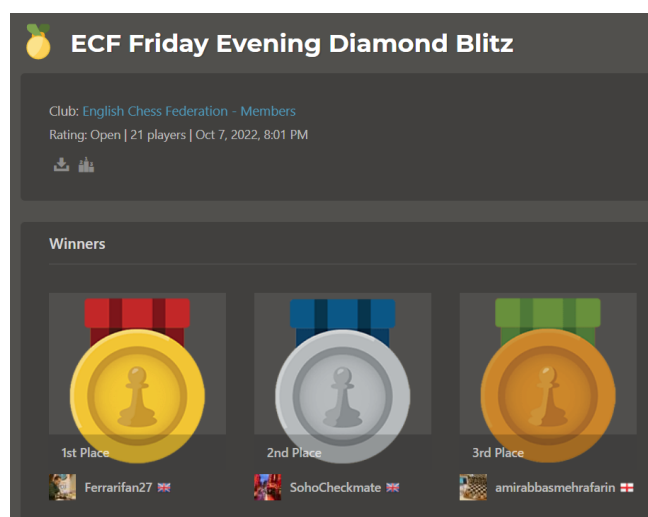 ECF Friday Evening Diamond Blitz
Club: English Chess Federation - Members
Rating: Open | 21 players | Oct 7, 2022, 8:01 PM
Winners
1st Place
2nd Place
3rd Place
Ferrarifan27
SohoCheckmate
amirabbasmehrafarin